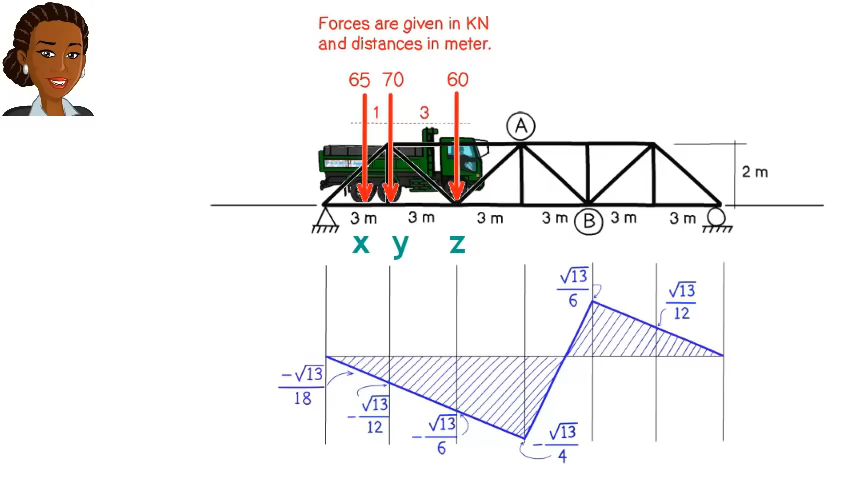 Forces are given in KN
and distances in meter.
65 70 60
1 3
A
2 m
3 m 3 m 3 m 3 m 3 m 3 m
B
x y z
√13/6
√13/12
-√13/18
-√13/12
-√13/6
-√13/4